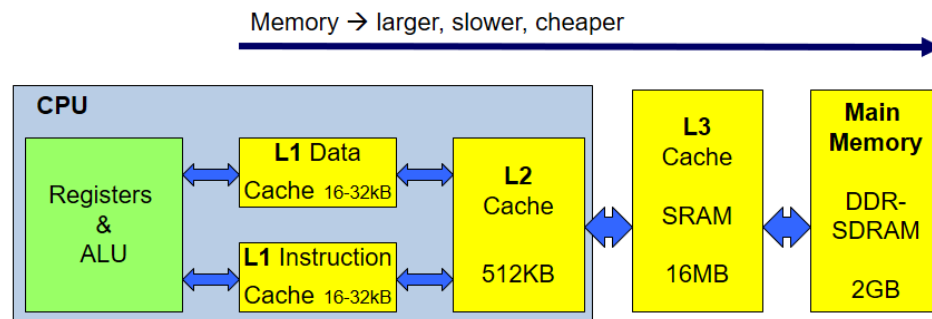 Memory → larger, slower, cheaper
CPU
Registers
&
ALU
L1 Data
Cache 16-32kB
L1 Instruction
Cache 16-32kB
L2
Cache
512KB
L3
Cache
SRAM
16MB
Main
Memory
DDR-
SDRAM
2GB